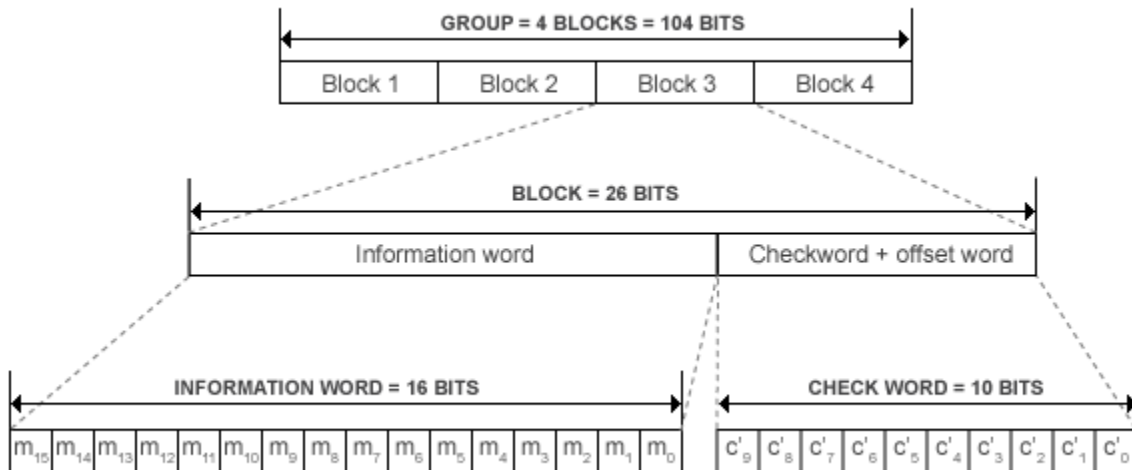 GROUP = 4 BLOCKS = 104 BITS
Block 1 Block 2 Block 3 Block 4
BLOCK = 26 BITS
Information word Checkword + offset word
INFORMATION WORD = 16 BITS CHECK WORD = 10 BITS
m₁₅ m₁₄ m₁₃ m₁₂ m₁₁ m₁₀ m₉ m₈ m₇ m₆ m₅ m₄ m₃ m₂ m₁ m₀ c'₉ c'₈ c'₇ c'₆ c'₅ c'₄ c'₃ c'₂ c'₁ c'₀